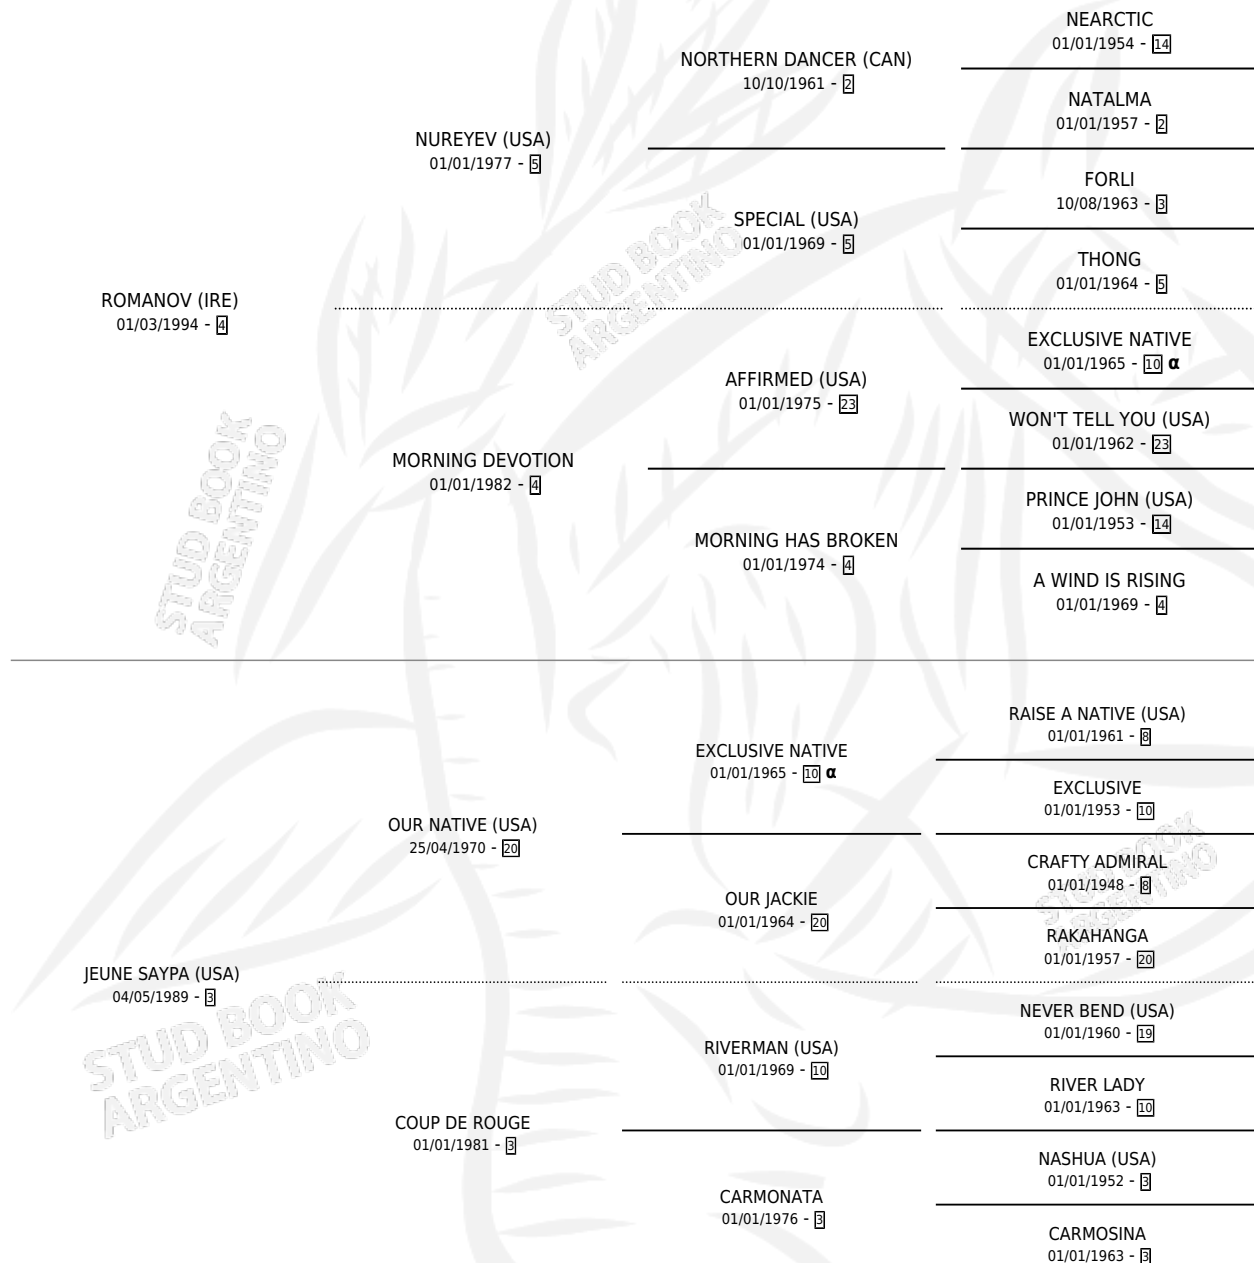 NEARCTIC
01/01/1954 - 14
NORTHERN DANCER (CAN)
10/10/1961 - 2
NATALMA
01/01/1957 - 2
NUREYEV (USA)
01/01/1977 - 5
FORLI
10/08/1963 - 3
SPECIAL (USA)
01/01/1969 - 5
THONG
01/01/1964 - 5
STUD BOOK
ARGENTINO
ROMANOV (IRE)
01/03/1994 - 4
EXCLUSIVE NATIVE
01/01/1965 - 10 α
AFFIRMED (USA)
01/01/1975 - 23
WON'T TELL YOU (USA)
01/01/1962 - 23
MORNING DEVOTION
01/01/1982 - 4
PRINCE JOHN (USA)
01/01/1953 - 14
MORNING HAS BROKEN
01/01/1974 - 4
A WIND IS RISING
01/01/1969 - 4
STUD BOOK
ARGENTINO
RAISE A NATIVE (USA)
01/01/1961 - 8
EXCLUSIVE NATIVE
01/01/1965 - 10 α
EXCLUSIVE
01/01/1953 - 10
OUR NATIVE (USA)
25/04/1970 - 20
CRAFTY ADMIRAL
01/01/1948 - 8
OUR JACKIE
01/01/1964 - 20
RAKAHANGA
01/01/1957 - 20
STUD BOOK
ARGENTINO
JEUNE SAYPA (USA)
04/05/1989 - 3
NEVER BEND (USA)
01/01/1960 - 19
RIVERMAN (USA)
01/01/1969 - 10
RIVER LADY
01/01/1963 - 10
COUP DE ROUGE
01/01/1981 - 3
NASHUA (USA)
01/01/1952 - 3
CARMONATA
01/01/1976 - 3
CARMOSINA
01/01/1963 - 3
STUD BOOK
ARGENTINO